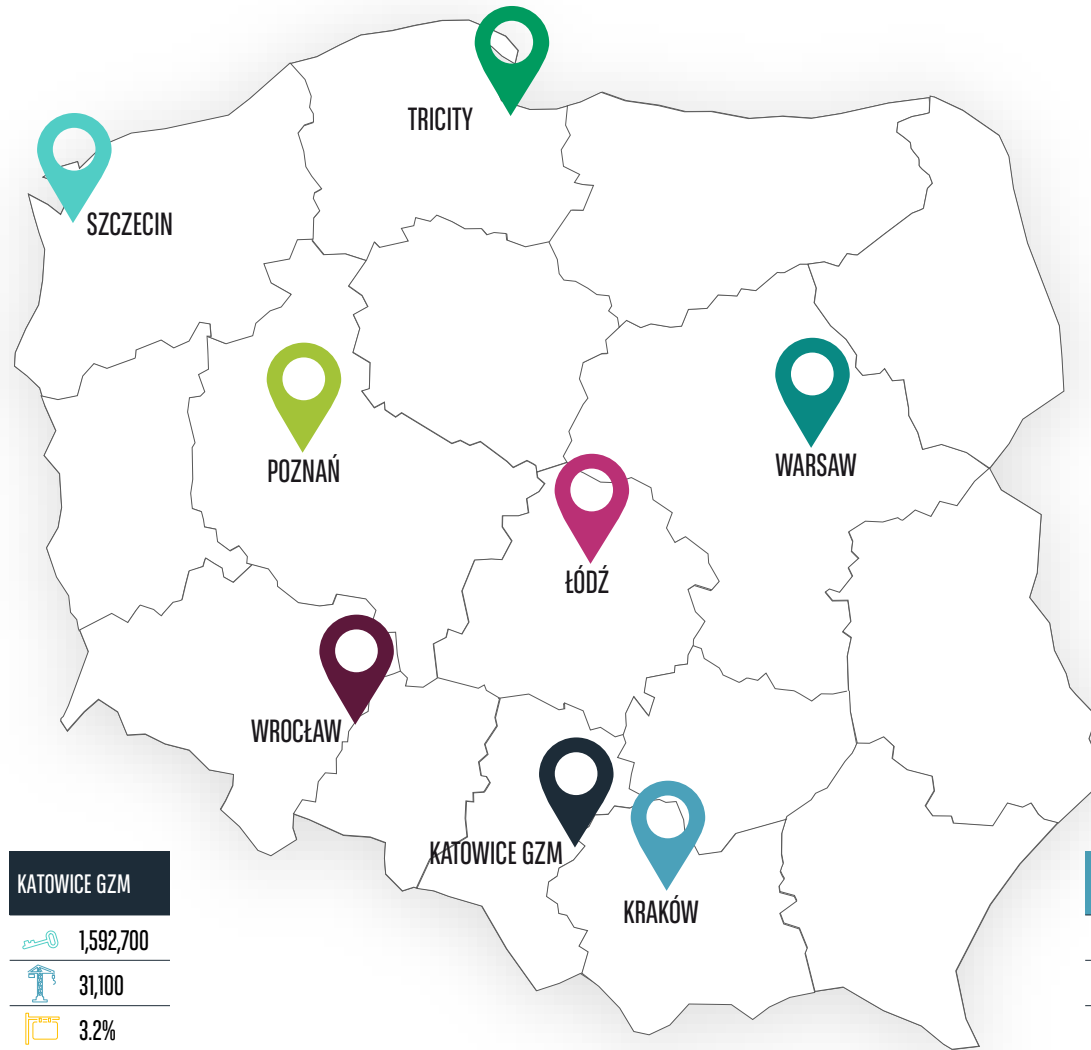 TRICITY
SZCZECIN
POZNAŃ
WARSAW
ŁÓDŹ
WROCŁAW
KATOWICE GZM
KRAKÓW
KATOWICE GZM
1,592,700
31,100
3.2%